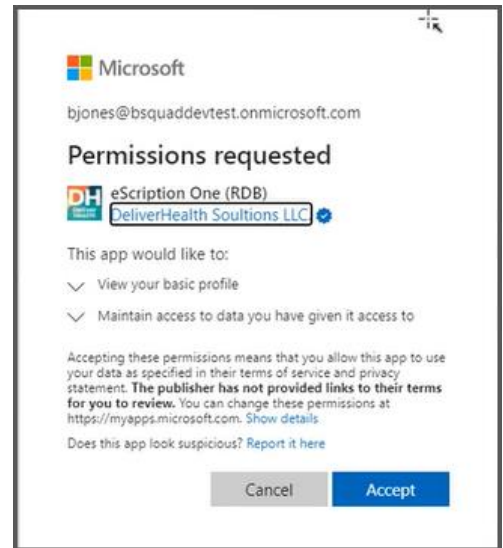 Microsoft
bjones@bsquaddevtest.onmicrosoft.com
Permissions requested
DH
eScription One (RDB)
DeliverHealth Soultions LLC
This app would like to:
View your basic profile
Maintain access to data you have given it access to
Accepting these permissions means that you allow this app to use
your data as specified in their terms of service and privacy
statement. The publisher has not provided links to their terms
for you to review. You can change these permissions at
https://myapps.microsoft.com. Show details
Does this app look suspicious? Report it here
Cancel Accept